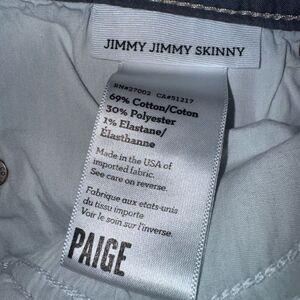 JIMMY JIMMY SKINNY
RN#27002 CA#51217
69% Cotton/Coton
30% Polyester
1% Elastane/
Élasthanne
Made in the USA of
imported fabric.
See care on reverse.
Fabrique aux etats-unis
du tissu importe
Voir le soin sur l'inverse.
PAIGE